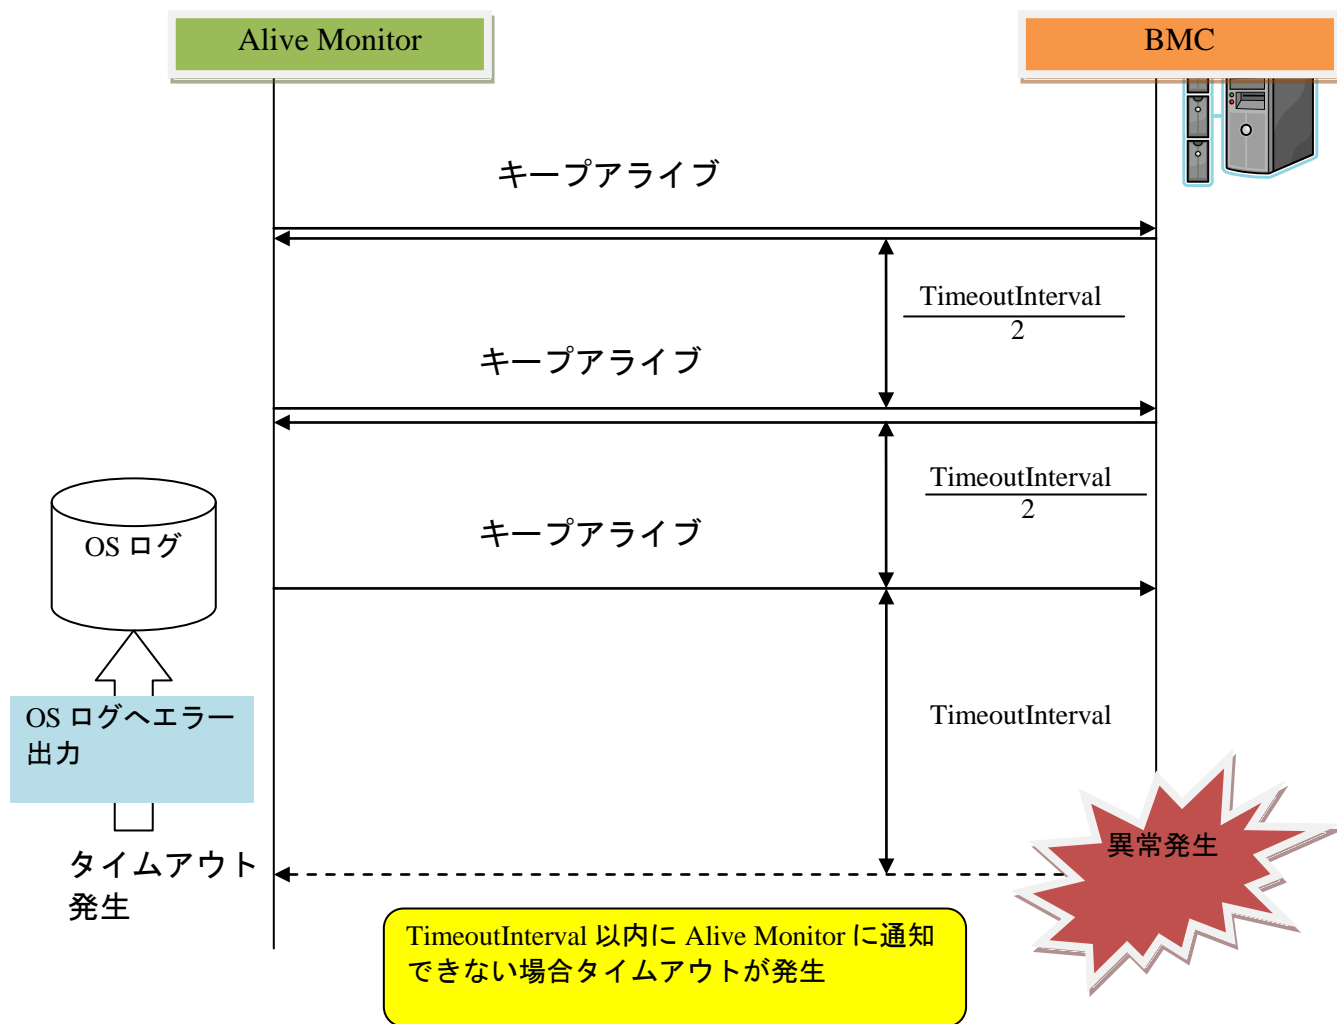 Alive Monitor
BMC
キープアライブ
TimeoutInterval
2
キープアライブ
TimeoutInterval
2
キープアライブ
OS ログ
OS ログへエラー
出力
TimeoutInterval
異常発生
タイムアウト
発生
TimeoutInterval 以内に Alive Monitor に通知
できない場合タイムアウトが発生